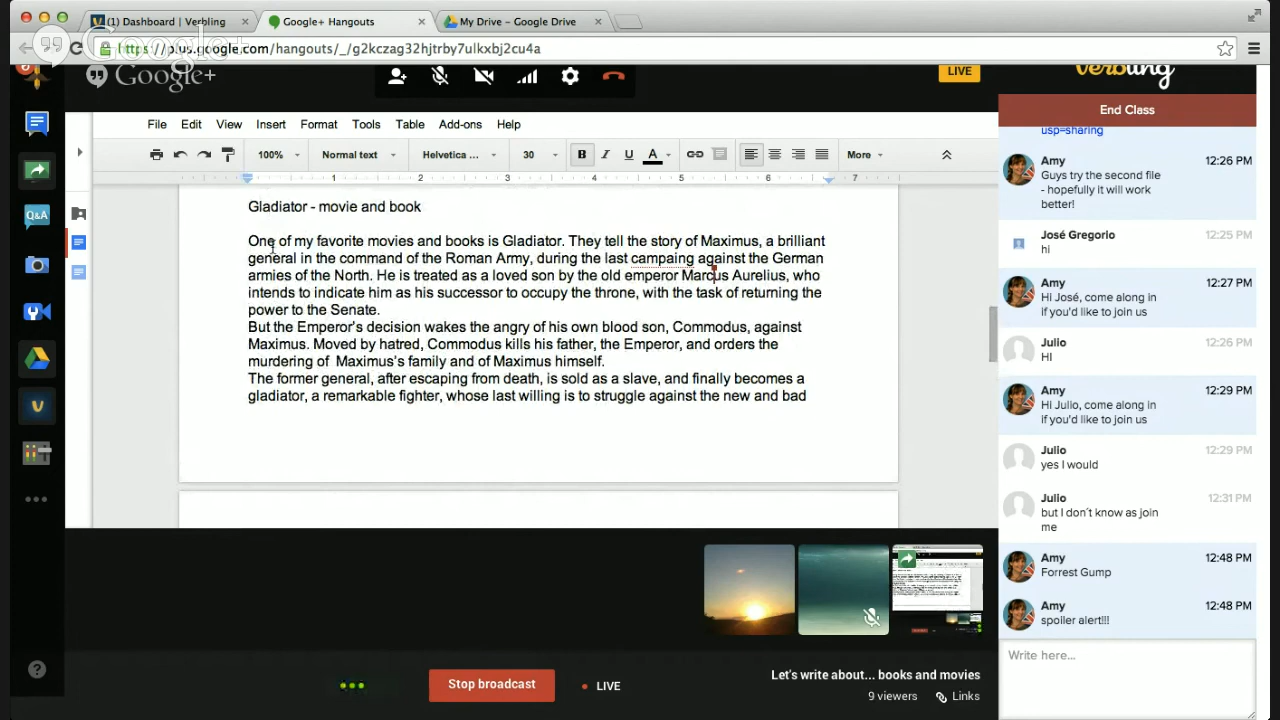 (1) Dashboard | Verbling
Google+ Hangouts
My Drive - Google Drive
https://plus.google.com/hangouts/_/g2kczag32hjtrby7ulkxbj2cu4a
Google+
LIVE
verbling
File Edit View Insert Format Tools Table Add-ons Help
100% Normal text Helvetica ... 30 B I U A More
1 2 3 4 5 6 7
Q&A
Gladiator - movie and book
One of my favorite movies and books is Gladiator. They tell the story of Maximus, a brilliant
general in the command of the Roman Army, during the last campaing against the German
armies of the North. He is treated as a loved son by the old emperor Marcus Aurelius, who
intends to indicate him as his successor to occupy the throne, with the task of returning the
power to the Senate.
But the Emperor's decision wakes the angry of his own blood son, Commodus, against
Maximus. Moved by hatred, Commodus kills his father, the Emperor, and orders the
murdering of Maximus's family and of Maximus himself.
The former general, after escaping from death, is sold as a slave, and finally becomes a
gladiator, a remarkable fighter, whose last willing is to struggle against the new and bad
End Class
usp=sharing
Amy 12:26 PM
Guys try the second file
- hopefully it will work
better!
José Gregorio 12:25 PM
hi
Amy 12:27 PM
Hi José, come along in
if you'd like to join us
Julio 12:26 PM
HI
Amy 12:29 PM
Hi Julio, come along in
if you'd like to join us
Julio 12:29 PM
yes I would
Julio 12:31 PM
but I don´t know as join
me
Amy 12:48 PM
Forrest Gump
Amy 12:48 PM
spoiler alert!!!
Write here...
Stop broadcast
LIVE
Let's write about... books and movies
9 viewers Links